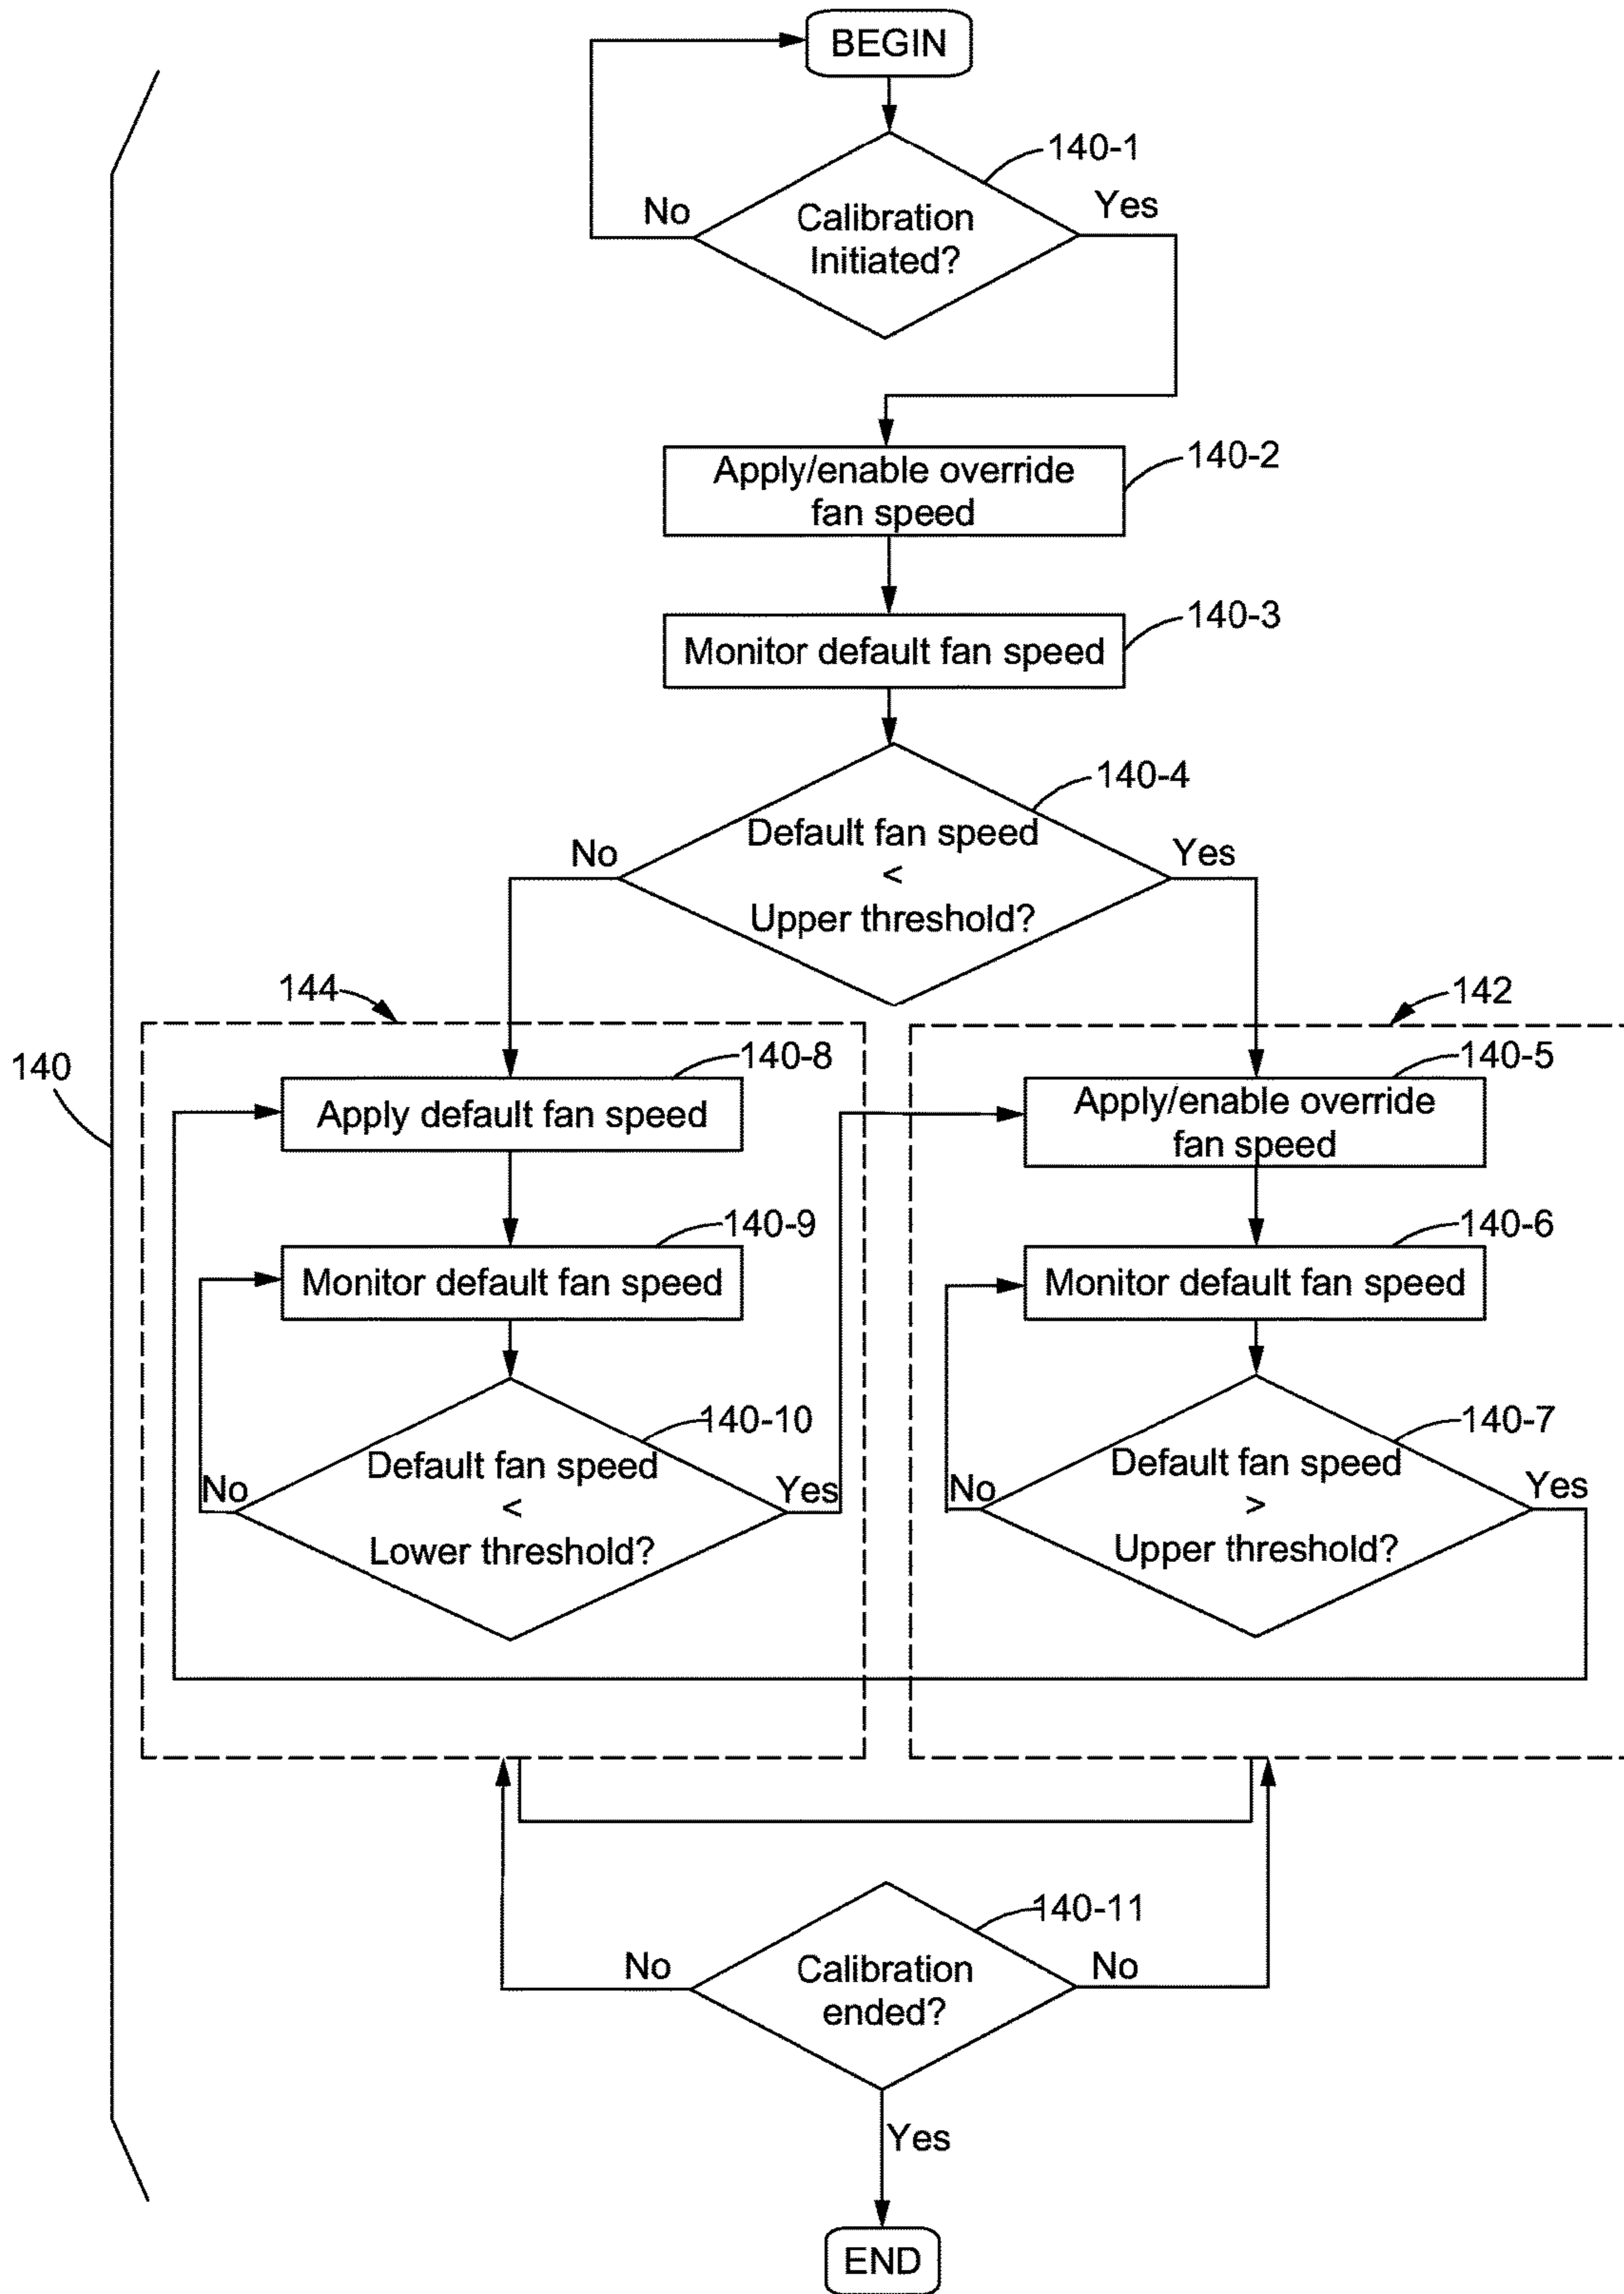 BEGIN
140-1
No
Yes
Calibration
Initiated?
140-2
Apply/enable override
fan speed
140-3
Monitor default fan speed
140-4
Default fan speed
<
Upper threshold?
No
Yes
144
142
140
140-8
140-5
Apply default fan speed
Apply/enable override
fan speed
140-9
140-6
Monitor default fan speed
Monitor default fan speed
140-10
140-7
Default fan speed
<
Lower threshold?
No
Yes
Default fan speed
>
Upper threshold?
No
Yes
140-11
No
No
Calibration
ended?
Yes
END